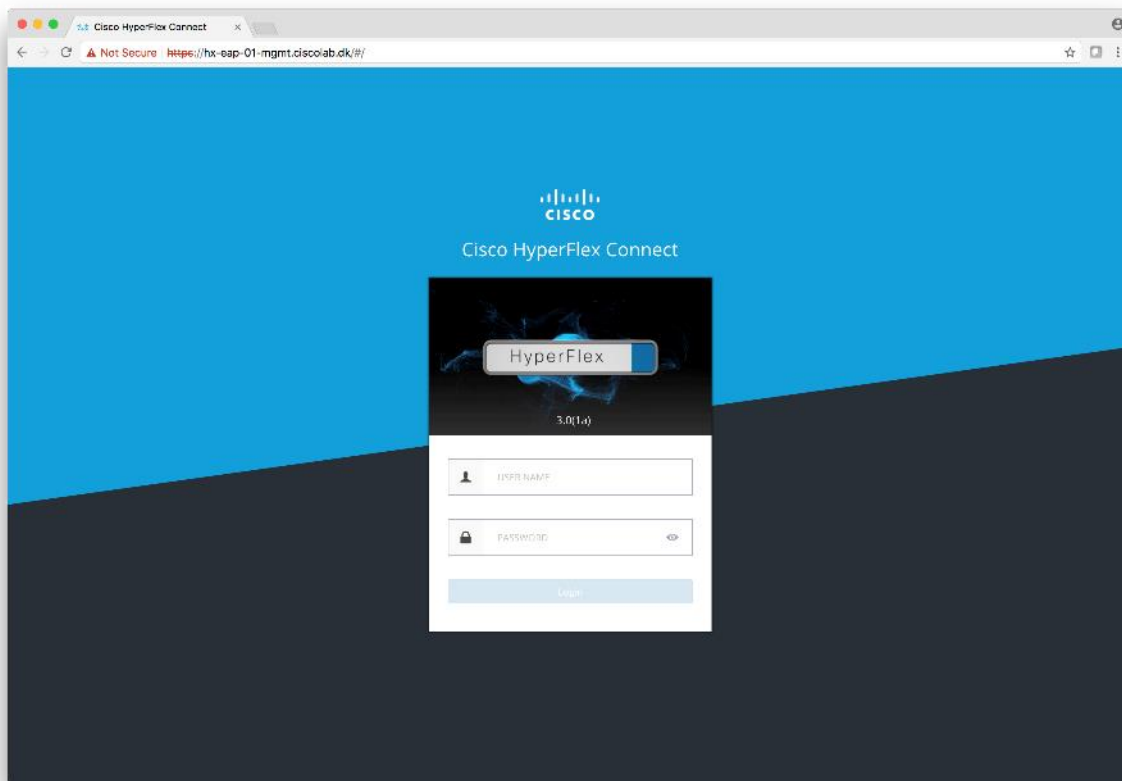 Cisco HyperFlex Connect
Not Secure https://hx-eap-01-mgmt.ciscolab.dk/#/
CISCO
Cisco HyperFlex Connect
HyperFlex
3.0(1a)
USER NAME
PASSWORD
Login